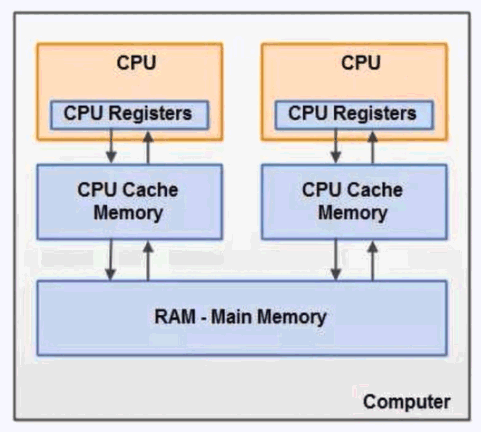 CPU
CPU
CPU Registers
CPU Registers
CPU Cache
Memory
CPU Cache
Memory
RAM - Main Memory
Computer